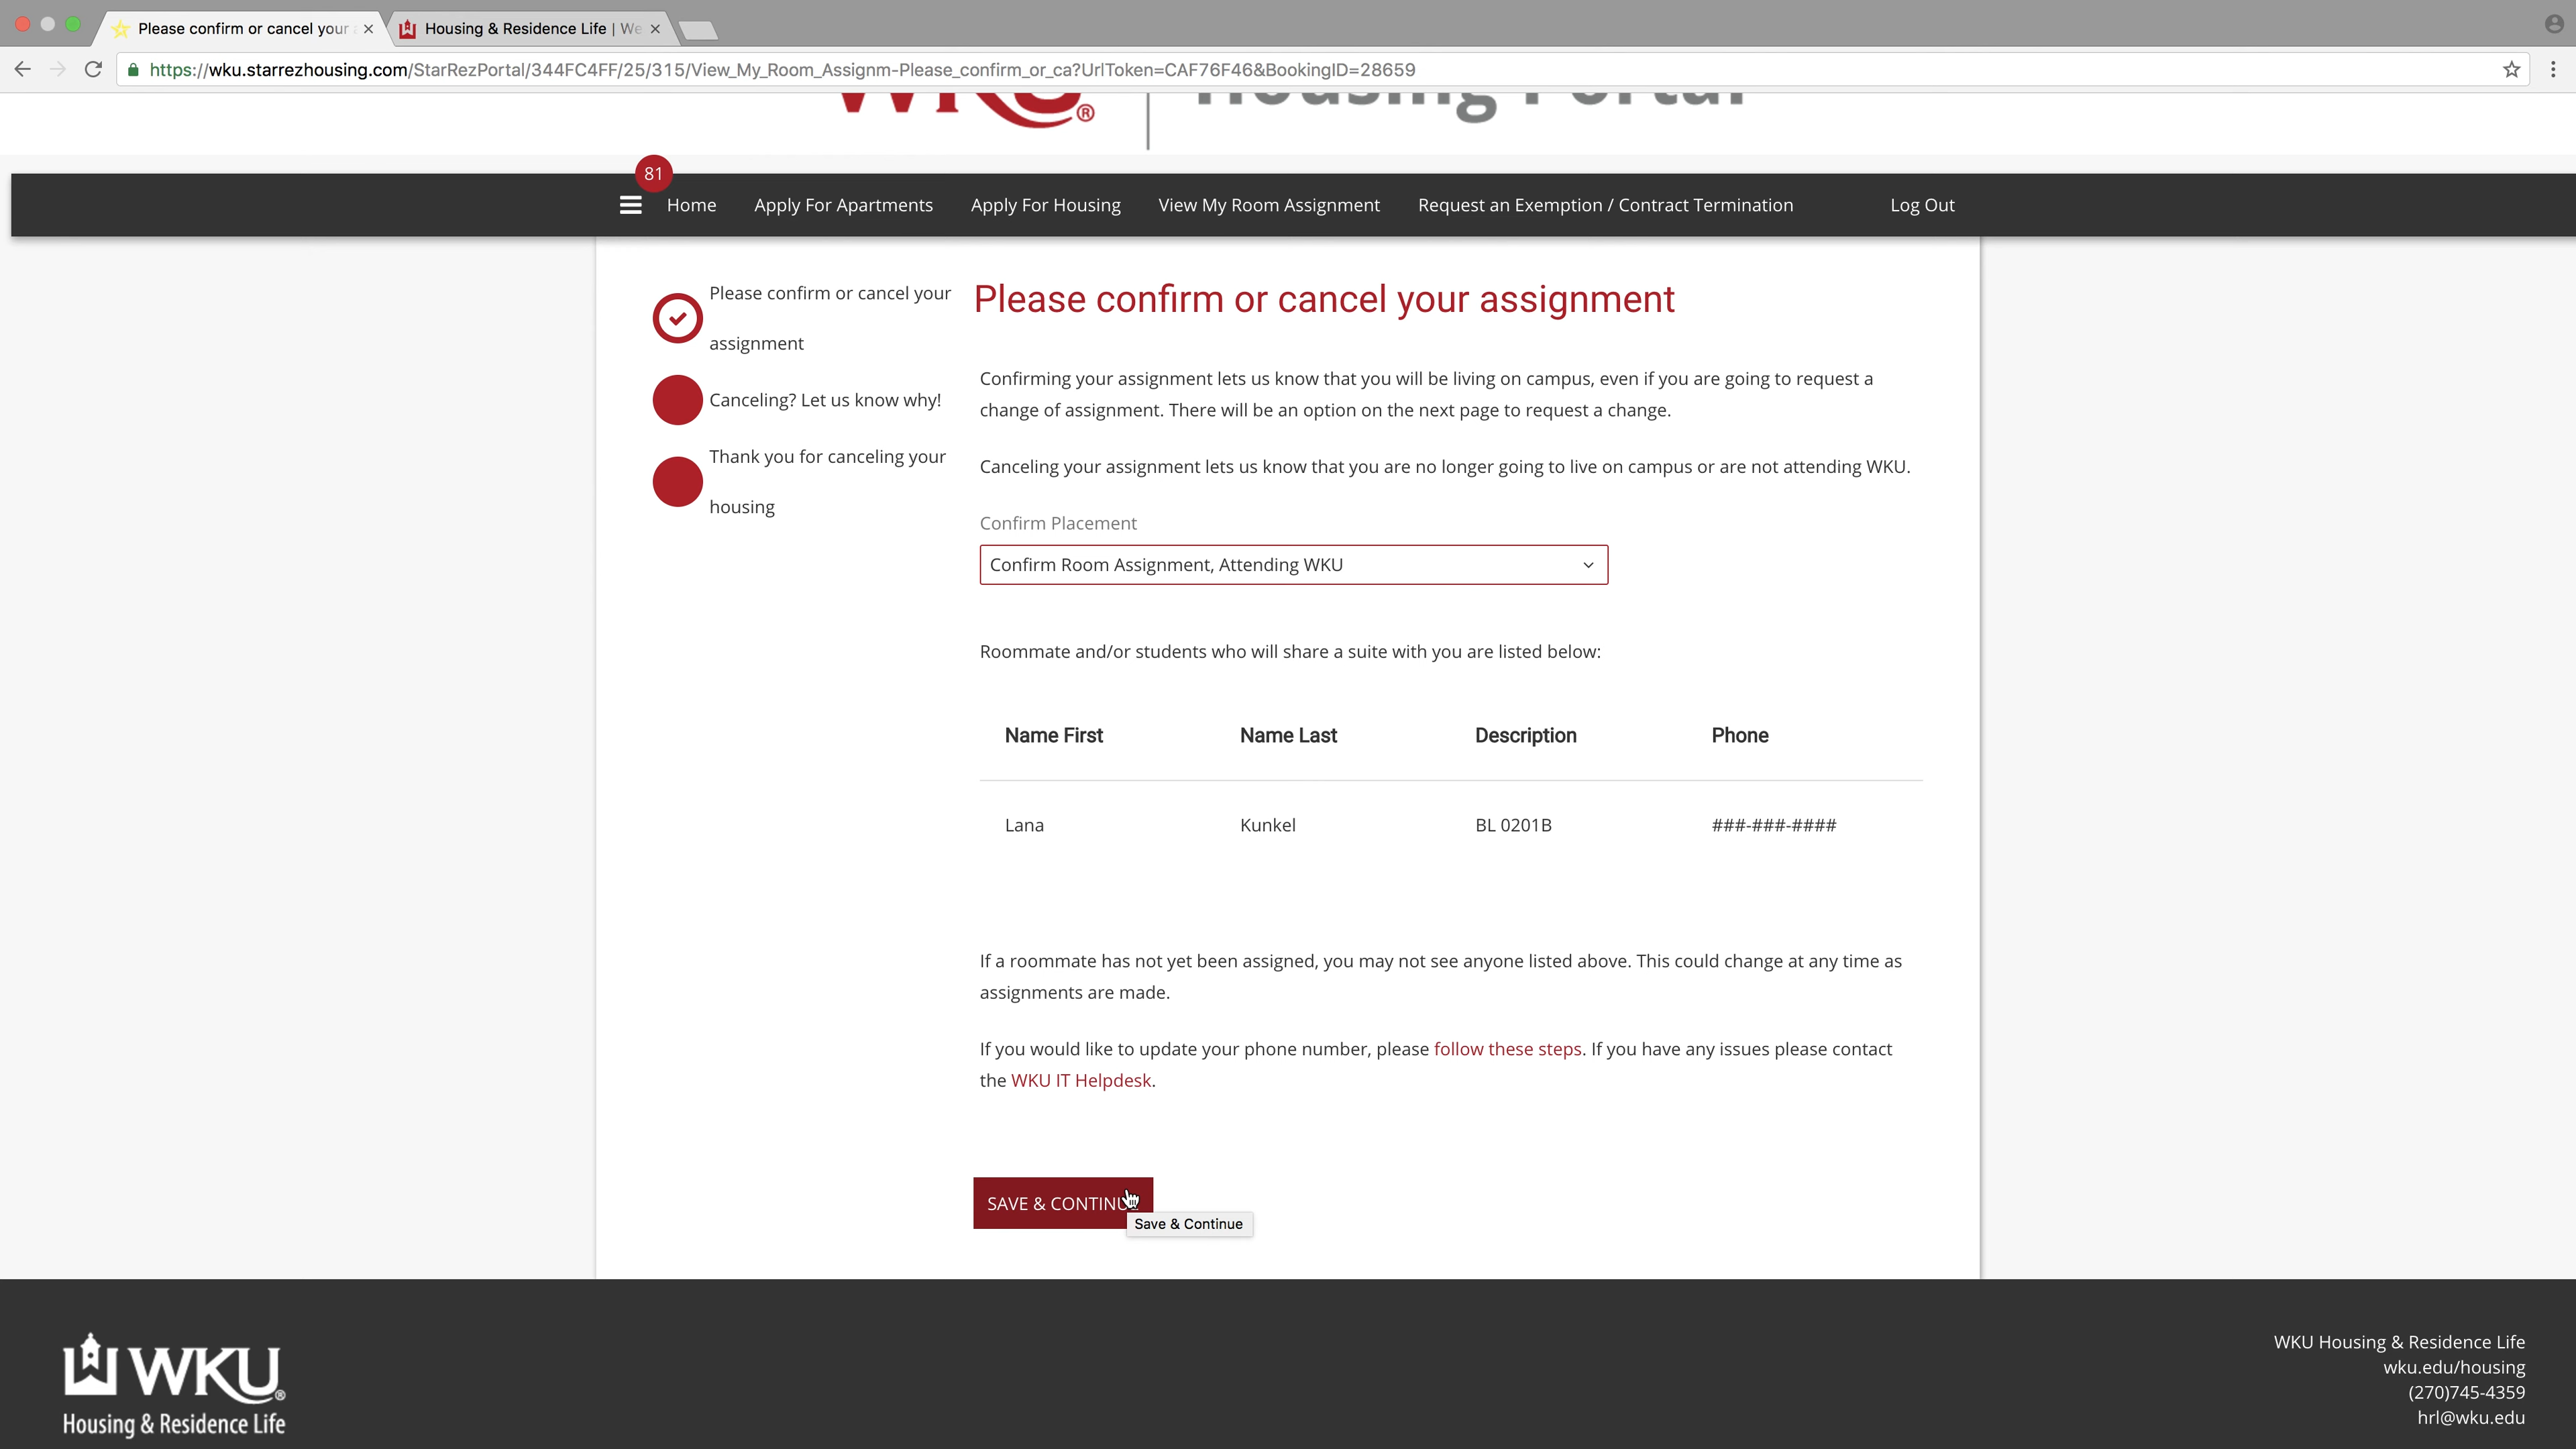 Please confirm or cancel your a
Housing & Residence Life | We
https://wku.starrezhousing.com/StarRezPortal/344FC4FF/25/315/View_My_Room_Assignm-Please_confirm_or_ca?UrlToken=CAF76F46&BookingID=28659
WKU®
Housing Portal
81
Home
Apply For Apartments
Apply For Housing
View My Room Assignment
Request an Exemption / Contract Termination
Log Out
Please confirm or cancel your
assignment
Canceling? Let us know why!
Thank you for canceling your
housing
Please confirm or cancel your assignment
Confirming your assignment lets us know that you will be living on campus, even if you are going to request a
change of assignment. There will be an option on the next page to request a change.
Canceling your assignment lets us know that you are no longer going to live on campus or are not attending WKU.
Confirm Placement
Confirm Room Assignment, Attending WKU
Roommate and/or students who will share a suite with you are listed below:
Name First Name Last Description Phone
Lana Kunkel BL 0201B ###-###-####
If a roommate has not yet been assigned, you may not see anyone listed above. This could change at any time as
assignments are made.
If you would like to update your phone number, please follow these steps. If you have any issues please contact
the WKU IT Helpdesk.
SAVE & CONTINUE
Save & Continue
WKU®
Housing & Residence Life
WKU Housing & Residence Life
wku.edu/housing
(270)745-4359
hrl@wku.edu